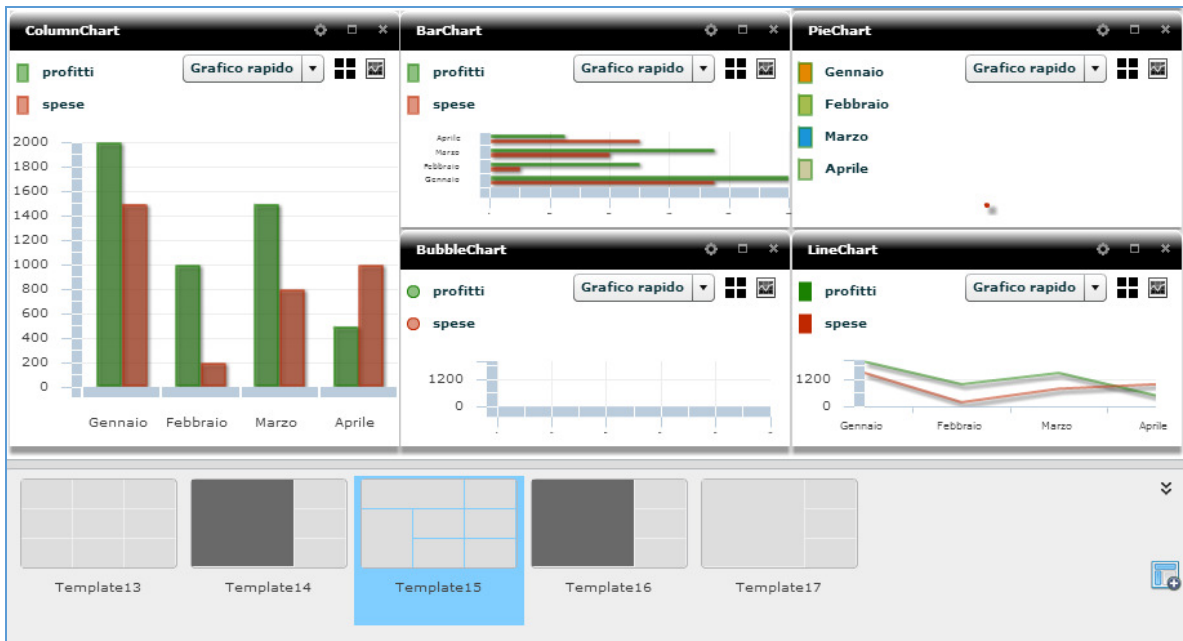 ColumnChart
profitti
Grafico rapido
spese
2000
1800
1600
1400
1200
1000
800
600
400
200
0
Gennaio Febbraio Marzo Aprile
BarChart
profitti
Grafico rapido
spese
Aprile
Marzo
Febbraio
Gennaio
PieChart
Gennaio
Grafico rapido
Febbraio
Marzo
Aprile
BubbleChart
profitti
Grafico rapido
spese
1200
0
LineChart
profitti
Grafico rapido
spese
1200
0
Gennaio Febbraio Marzo Aprile
Template13 Template14 Template15 Template16 Template17